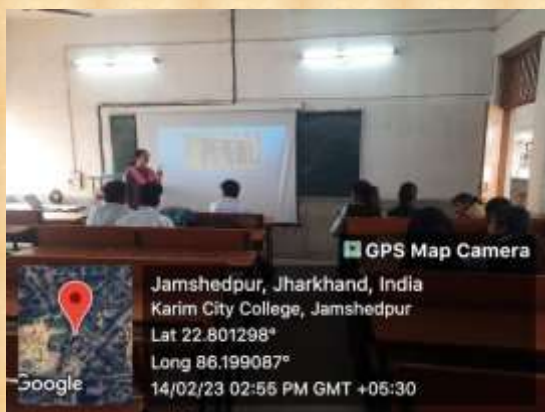 GPS Map Camera
Jamshedpur, Jharkhand, India
Karim City College, Jamshedpur
Lat 22.801298°
Long 86.199087°
14/02/23 02:55 PM GMT +05:30
Google